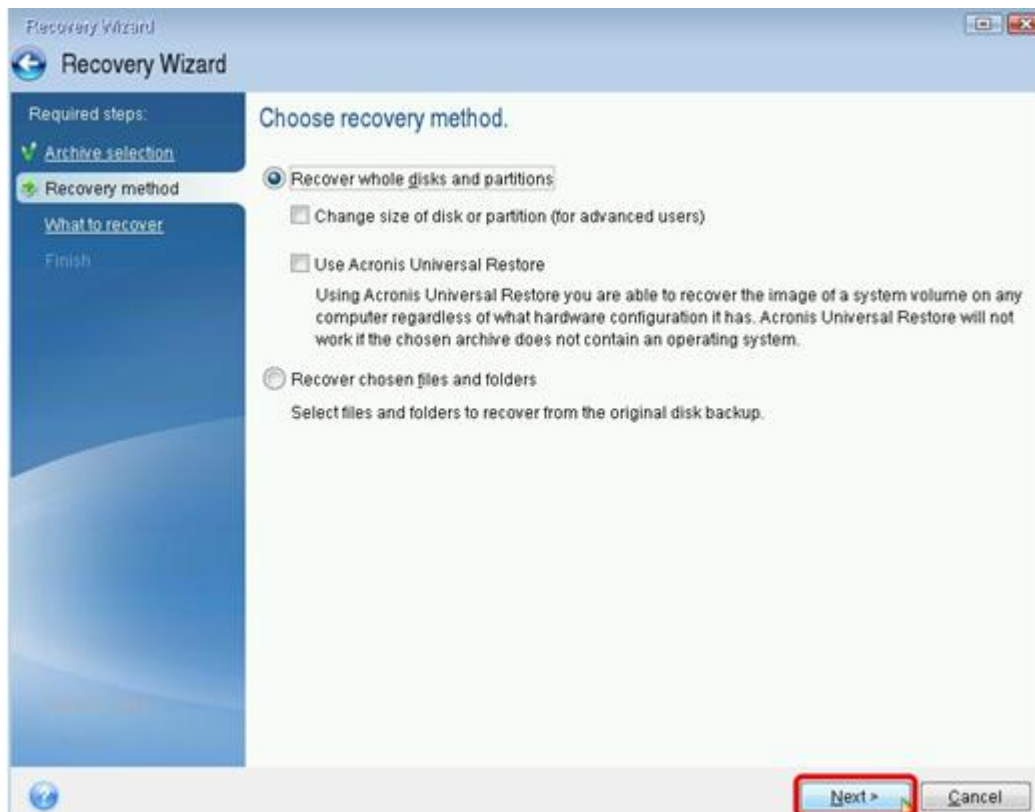 Recovery Wizard
Recovery Wizard
Required steps:
Archive selection
Recovery method
What to recover
Finish
Choose recovery method.
Recover whole disks and partitions
Change size of disk or partition (for advanced users)
Use Acronis Universal Restore
Using Acronis Universal Restore you are able to recover the image of a system volume on any
computer regardless of what hardware configuration it has. Acronis Universal Restore will not
work if the chosen archive does not contain an operating system.
Recover chosen files and folders
Select files and folders to recover from the original disk backup.
Next >
Cancel